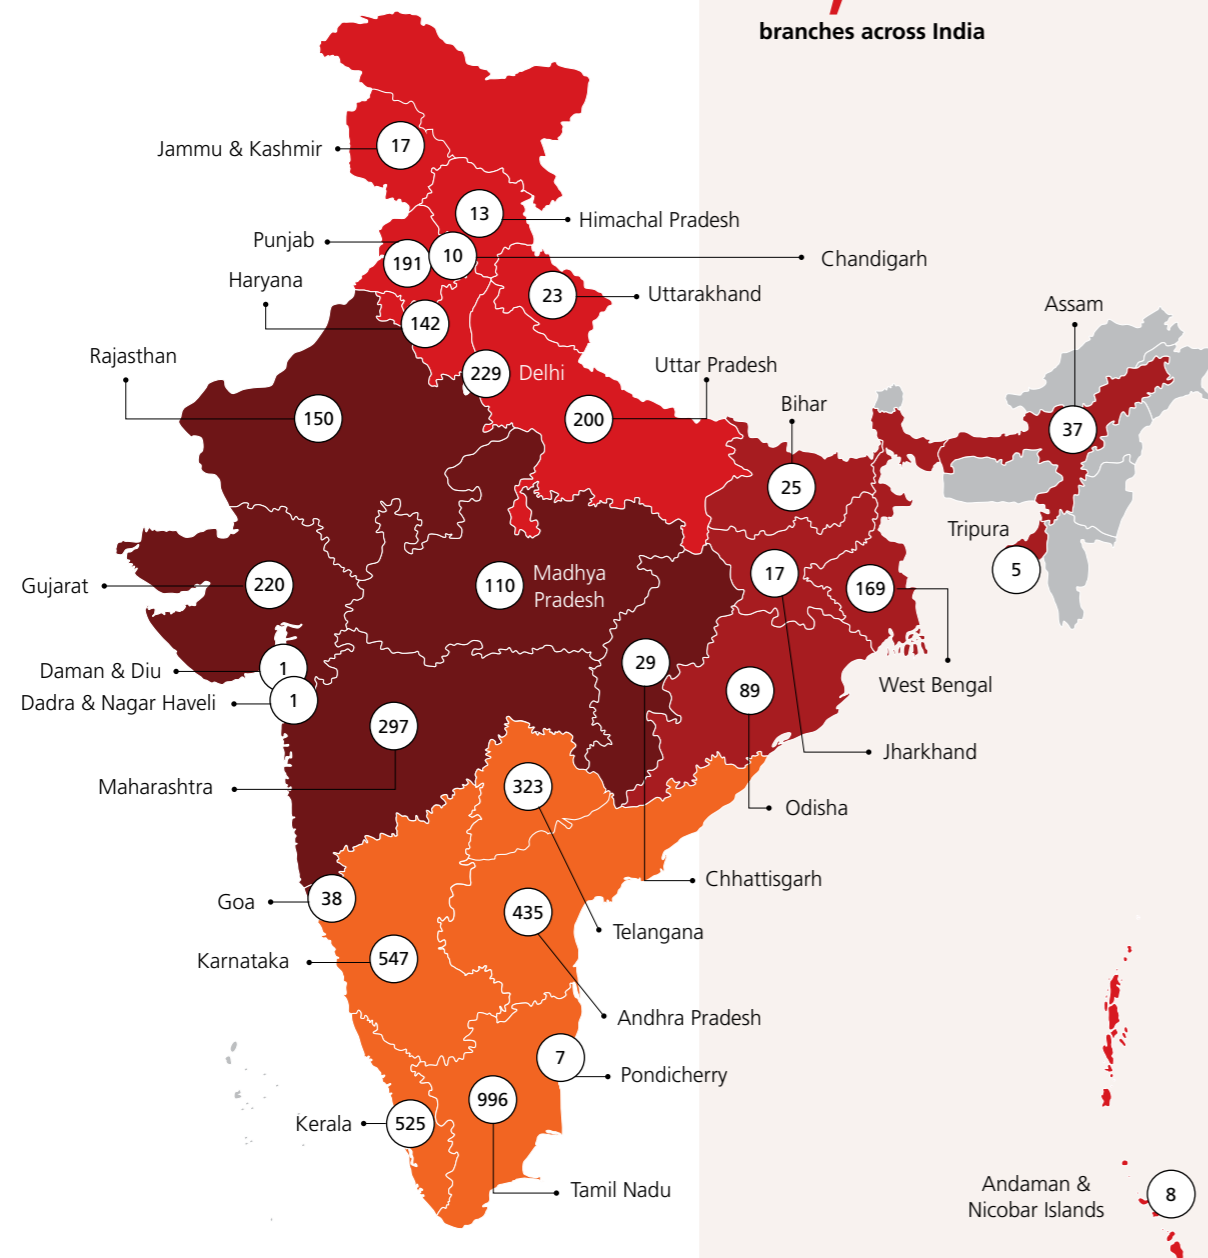 branches across India
Jammu & Kashmir
17
13
Himachal Pradesh
Punjab
191
10
Chandigarh
Haryana
142
23
Uttarakhand
Assam
37
Rajasthan
150
229
Delhi
Uttar Pradesh
200
Bihar
25
Tripura
5
Gujarat
220
110
Madhya
Pradesh
17
169
Daman & Diu
1
Dadra & Nagar Haveli
1
29
89
West Bengal
297
Maharashtra
323
Jharkhand
Odisha
Chhattisgarh
Goa
38
435
Telangana
Karnataka
547
Andhra Pradesh
7
Pondicherry
Kerala
525
996
Tamil Nadu
Andaman &
Nicobar Islands
8